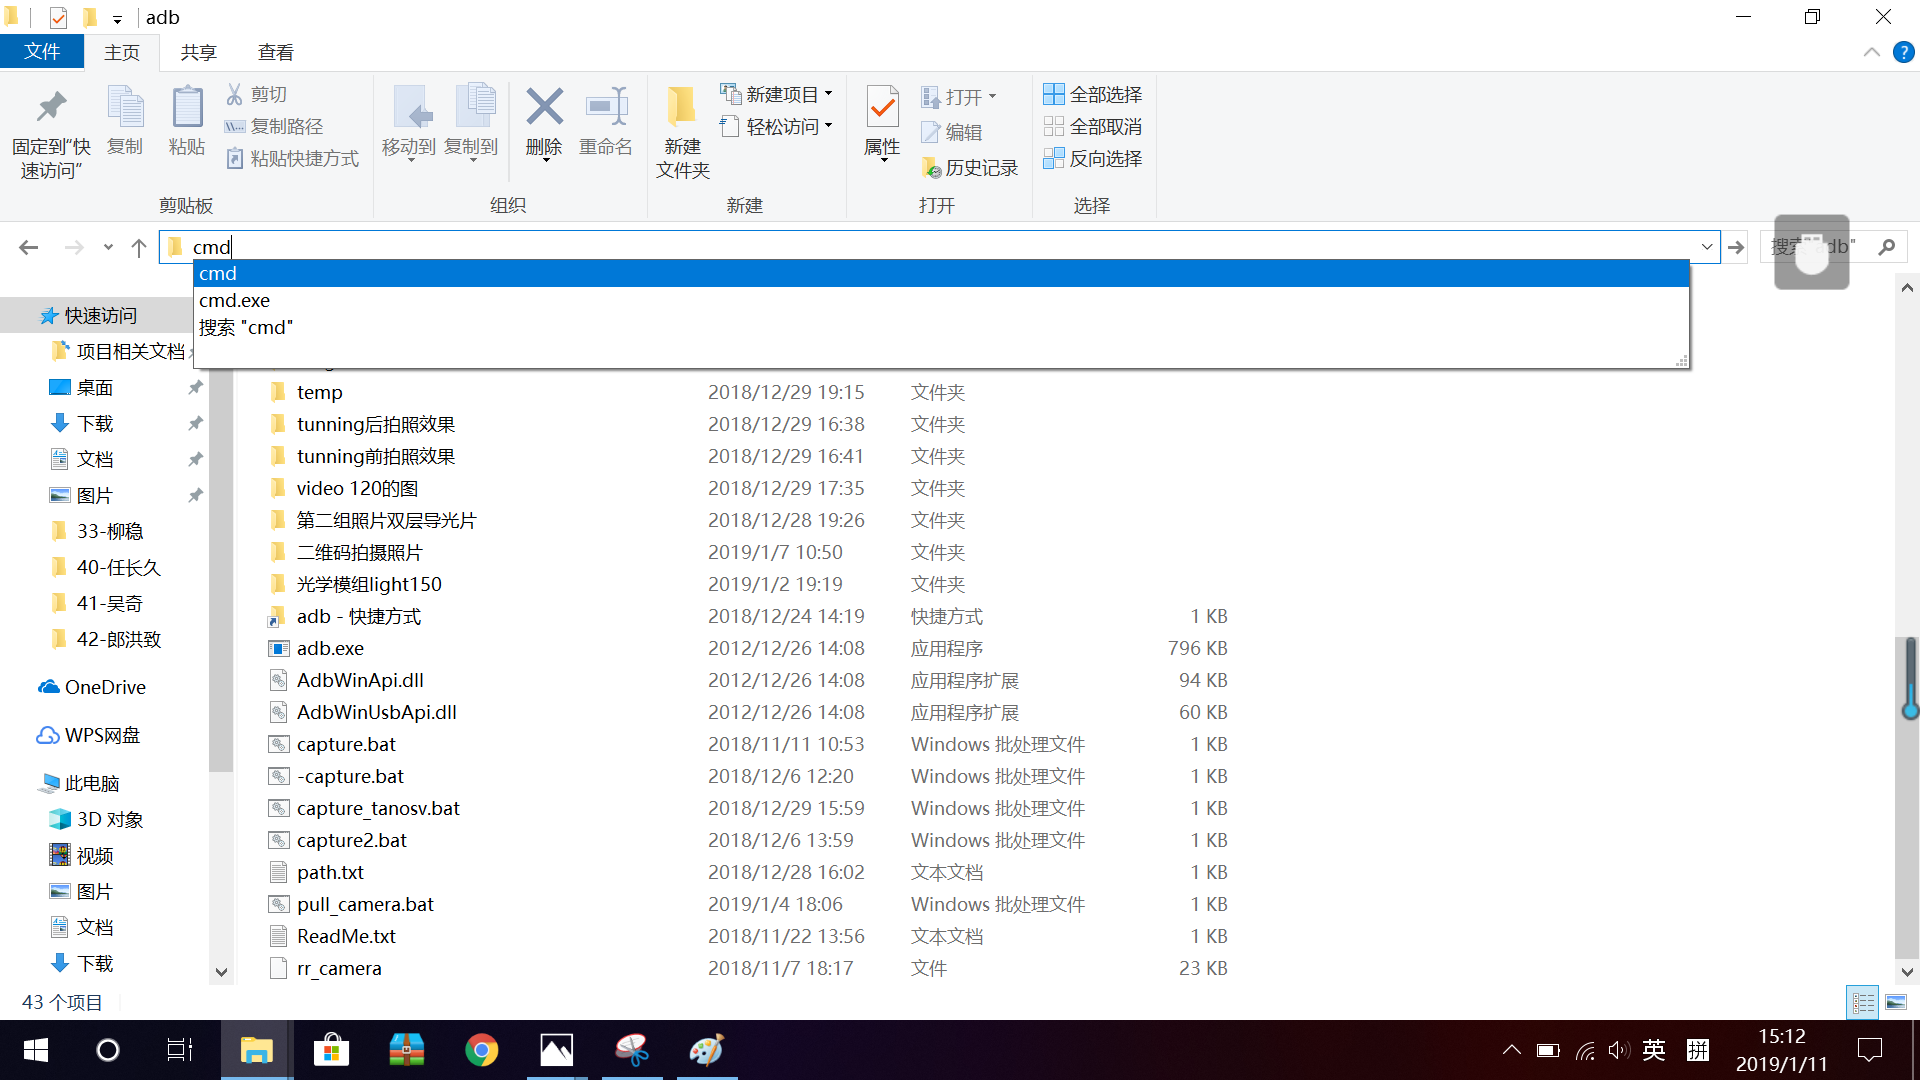 adb
文件 主页 共享 查看
固定到"快速访问"
复制
粘贴
剪切
复制路径
粘贴快捷方式
剪贴板
移动到
复制到
删除
重命名
组织
新建
文件夹
新建项目
轻松访问
新建
属性
打开
编辑
历史记录
打开
全部选择
全部取消
反向选择
选择
cmd
cmd
cmd.exe
搜索 "cmd"
快速访问
项目相关文档
桌面
下载
文档
图片
33-柳稳
40-任长久
41-吴奇
42-郎洪致
OneDrive
WPS网盘
此电脑
3D 对象
视频
图片
文档
下载
temp 2018/12/29 19:15 文件夹
tunning后拍照效果 2018/12/29 16:38 文件夹
tunning前拍照效果 2018/12/29 16:41 文件夹
video 120的图 2018/12/29 17:35 文件夹
第二组照片双层导光片 2018/12/28 19:26 文件夹
二维码拍摄照片 2019/1/7 10:50 文件夹
光学模组light150 2019/1/2 19:19 文件夹
adb - 快捷方式 2018/12/24 14:19 快捷方式 1 KB
adb.exe 2012/12/26 14:08 应用程序 796 KB
AdbWinApi.dll 2012/12/26 14:08 应用程序扩展 94 KB
AdbWinUsbApi.dll 2012/12/26 14:08 应用程序扩展 60 KB
capture.bat 2018/11/11 10:53 Windows 批处理文件 1 KB
-capture.bat 2018/12/6 12:20 Windows 批处理文件 1 KB
capture_tanosv.bat 2018/12/29 15:59 Windows 批处理文件 1 KB
capture2.bat 2018/12/6 13:59 Windows 批处理文件 1 KB
path.txt 2018/12/28 16:02 文本文档 1 KB
pull_camera.bat 2019/1/4 18:06 Windows 批处理文件 1 KB
ReadMe.txt 2018/11/22 13:56 文本文档 1 KB
rr_camera 2018/11/7 18:17 文件 23 KB
43 个项目
英 拼
15:12
2019/1/11